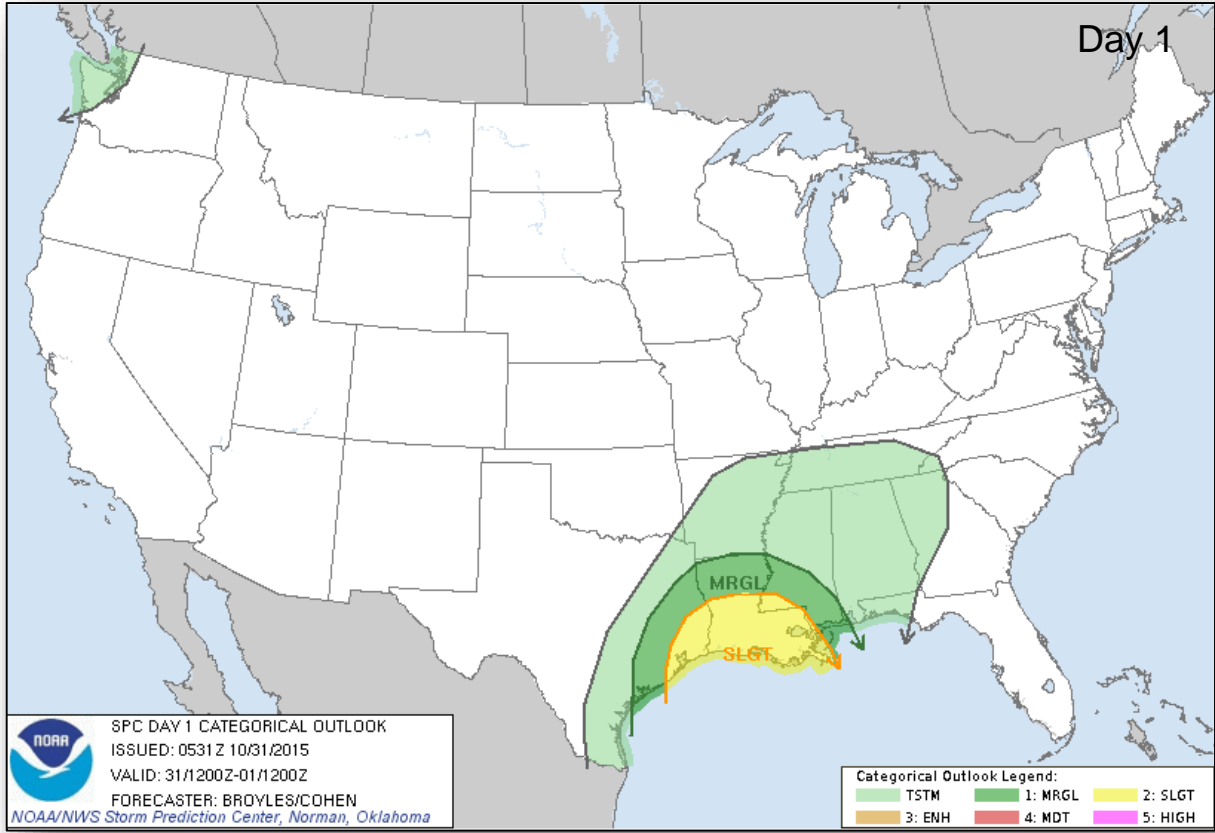 Day 1
MRGL
SLGT
NOAA
SPC DAY 1 CATEGORICAL OUTLOOK
ISSUED: 0531Z 10/31/2015
VALID: 31/1200Z-01/1200Z
FORECASTER: BROYLES/COHEN
NOAA/NWS Storm Prediction Center, Norman, Oklahoma
Categorical Outlook Legend:
TSTM 1: MRGL 2: SLGT
3: ENH 4: MDT 5: HIGH